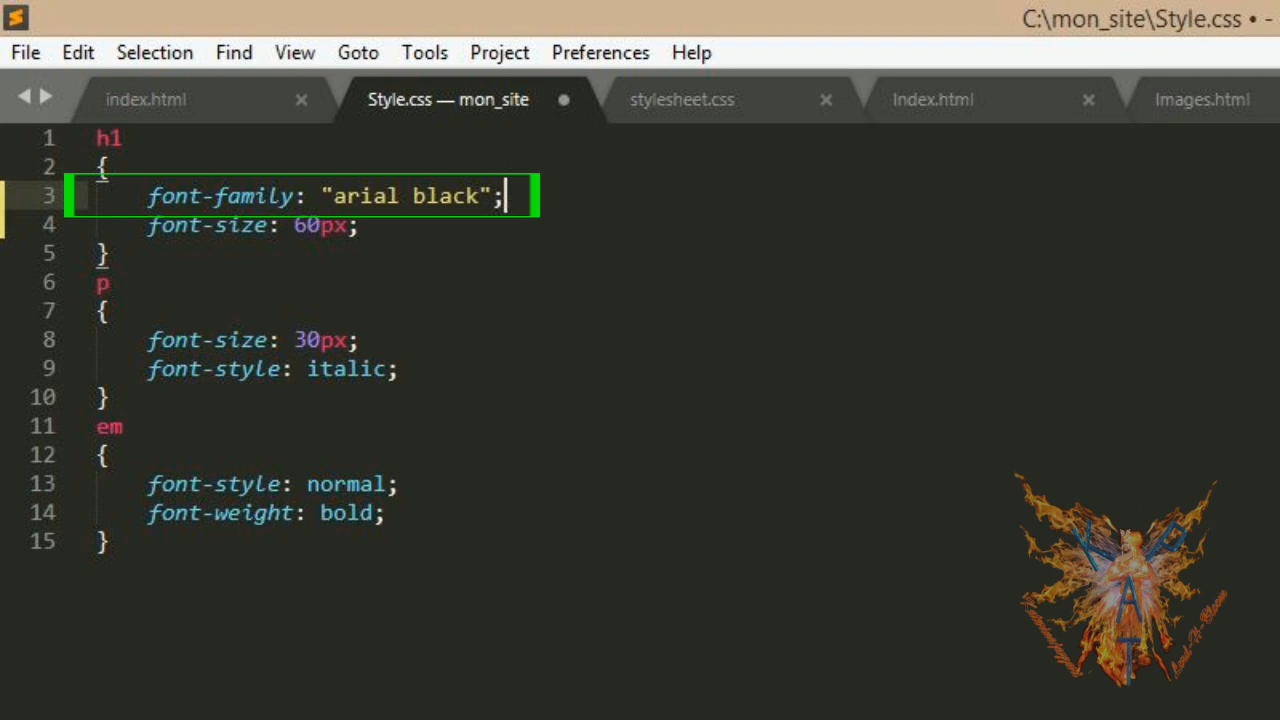 C:\mon_site\Style.css • -
File Edit Selection Find View Goto Tools Project Preferences Help
index.html Style.css — mon_site stylesheet.css Index.html Images.html
1 h1
2 {
3 font-family: "arial black";
4 font-size: 60px;
5 }
6 p
7 {
8 font-size: 30px;
9 font-style: italic;
10 }
11 em
12 {
13 font-style: normal;
14 font-weight: bold;
15 }